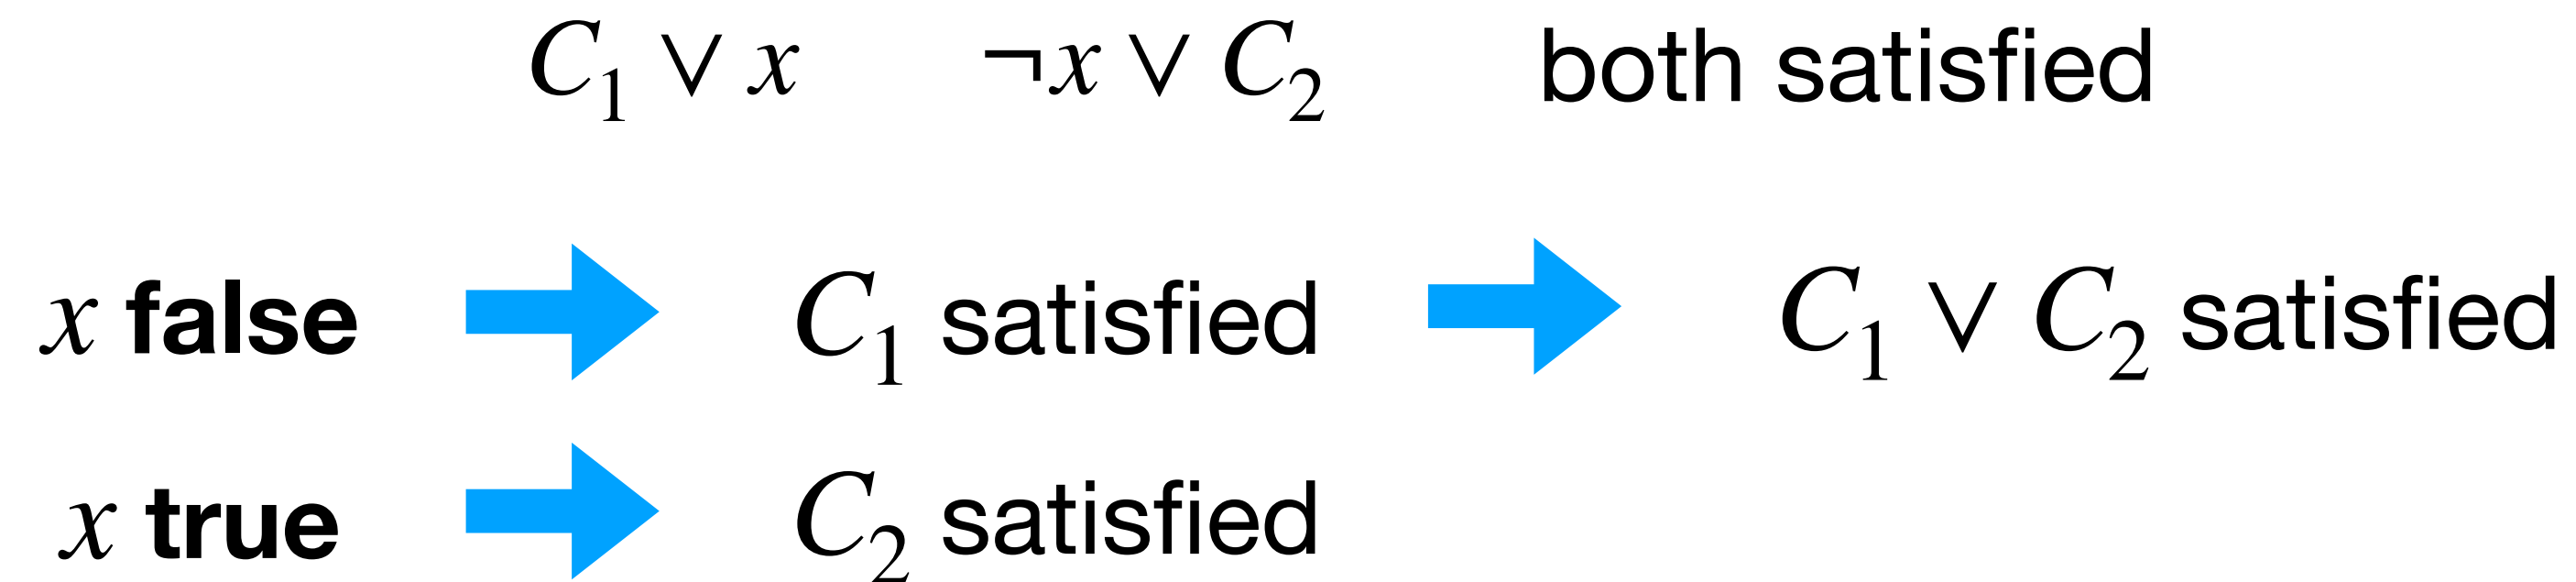 C₁ ∨ x ¬x ∨ C₂ both satisfied
x false C₁ satisfied C₁ ∨ C₂ satisfied
x true C₂ satisfied